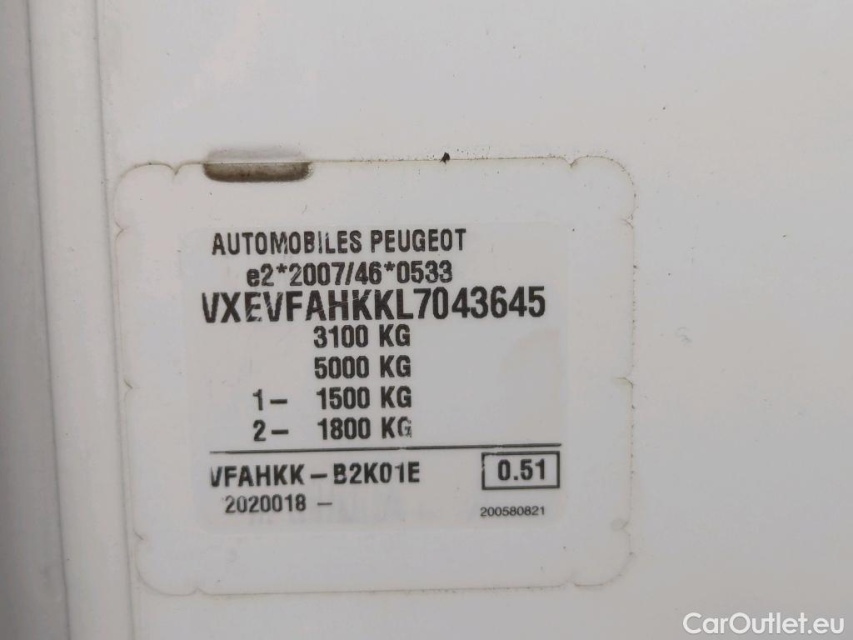 AUTOMOBILES PEUGEOT
e2*2007/46*0533
VXEVFAHKKL7043645
3100 KG
5000 KG
1- 1500 KG
2- 1800 KG
VFAHKK-B2K01E 0.51
2020018 - 200580821
CarOutlet.eu